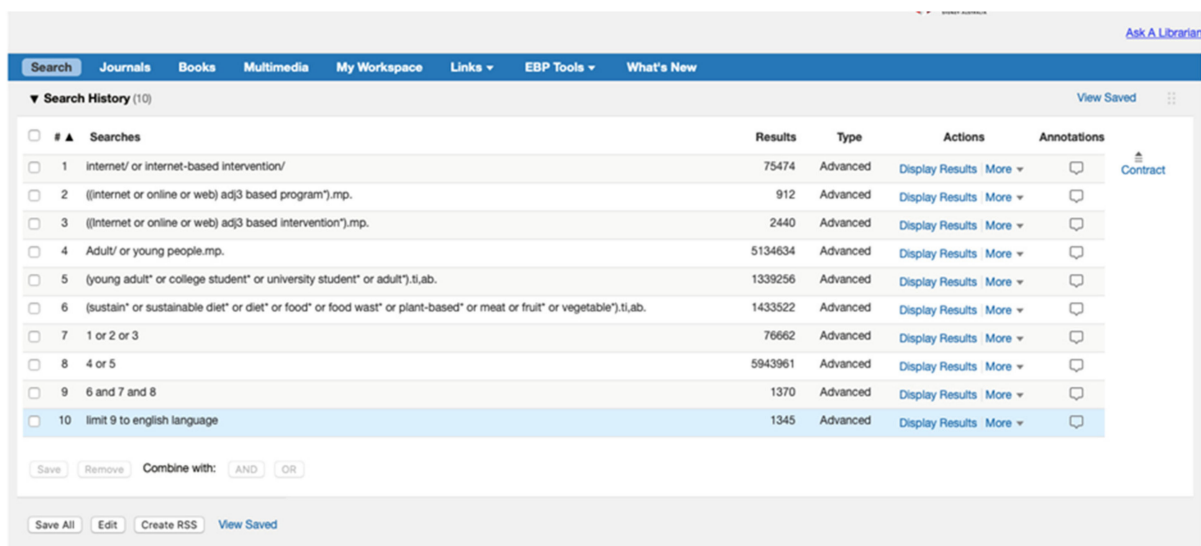 SYDNEY AUSTRALIA
Ask A Librarian
Search Journals Books Multimedia My Workspace Links EBP Tools What's New
Search History (10) View Saved
# Searches Results Type Actions Annotations
1 internet/ or internet-based intervention/ 75474 Advanced Display Results More
Contract
2 ((internet or online or web) adj3 based program*).mp. 912 Advanced Display Results More
3 ((Internet or online or web) adj3 based intervention*).mp. 2440 Advanced Display Results More
4 Adult/ or young people.mp. 5134634 Advanced Display Results More
5 (young adult* or college student* or university student* or adult*).ti,ab. 1339256 Advanced Display Results More
6 (sustain* or sustainable diet* or diet* or food* or food wast* or plant-based* or meat or fruit* or vegetable*).ti,ab. 1433522 Advanced Display Results More
7 1 or 2 or 3 76662 Advanced Display Results More
8 4 or 5 5943961 Advanced Display Results More
9 6 and 7 and 8 1370 Advanced Display Results More
10 limit 9 to english language 1345 Advanced Display Results More
Save Remove Combine with: AND OR
Save All Edit Create RSS View Saved